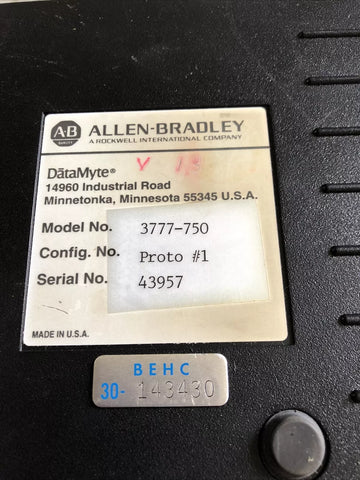 A-B
QUALITY
ALLEN-BRADLEY
A ROCKWELL INTERNATIONAL COMPANY
DataMyte®
14960 Industrial Road
Minnetonka, Minnesota 55345 U.S.A.
Model No. 3777-750
Config. No. Proto #1
Serial No. 43957
MADE IN U.S.A.
BEHC
30- 143430